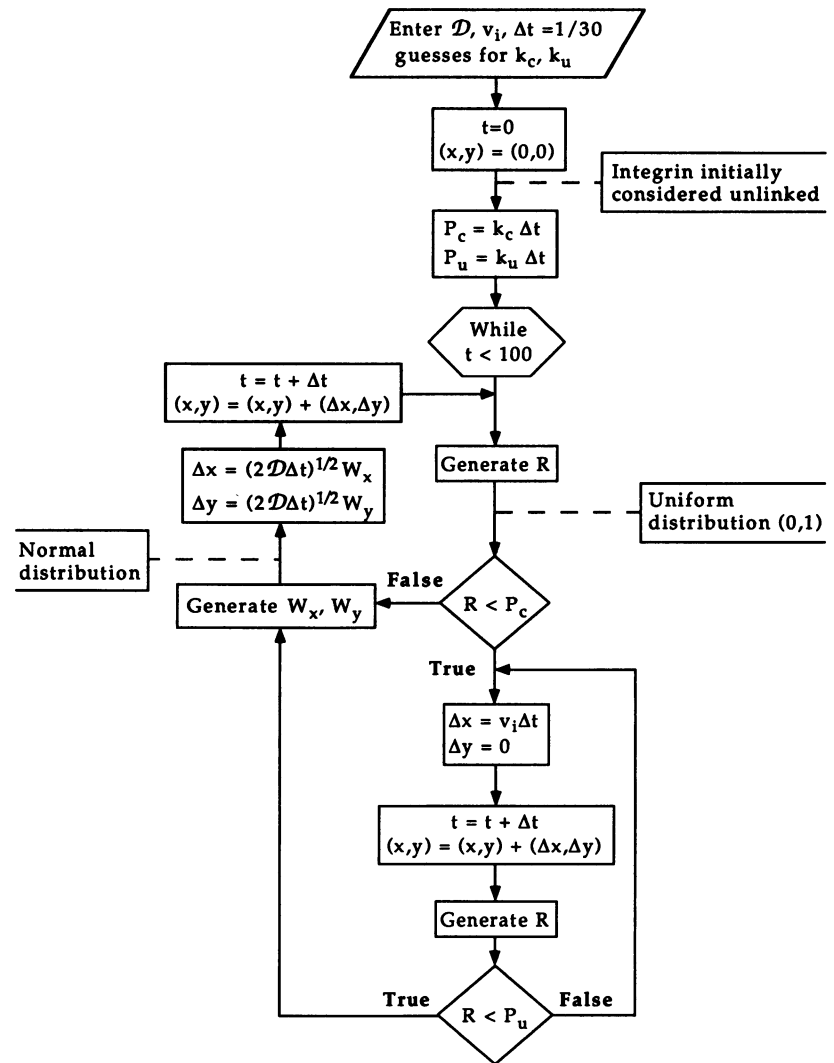 Enter 𝒟, vᵢ, Δt =1/30
guesses for k_c, k_u
t=0
(x,y) = (0,0)
Integrin initially
considered unlinked
P_c = k_c Δt
P_u = k_u Δt
While
t < 100
t = t + Δt
(x,y) = (x,y) + (Δx,Δy)
Generate R
Δx = (2𝒟Δt)^1/2 W_x
Δy = (2𝒟Δt)^1/2 W_y
Uniform
distribution (0,1)
Normal
distribution
False
Generate W_x, W_y
R < P_c
True
Δx = vᵢΔt
Δy = 0
t = t + Δt
(x,y) = (x,y) + (Δx,Δy)
Generate R
True
False
R < P_u